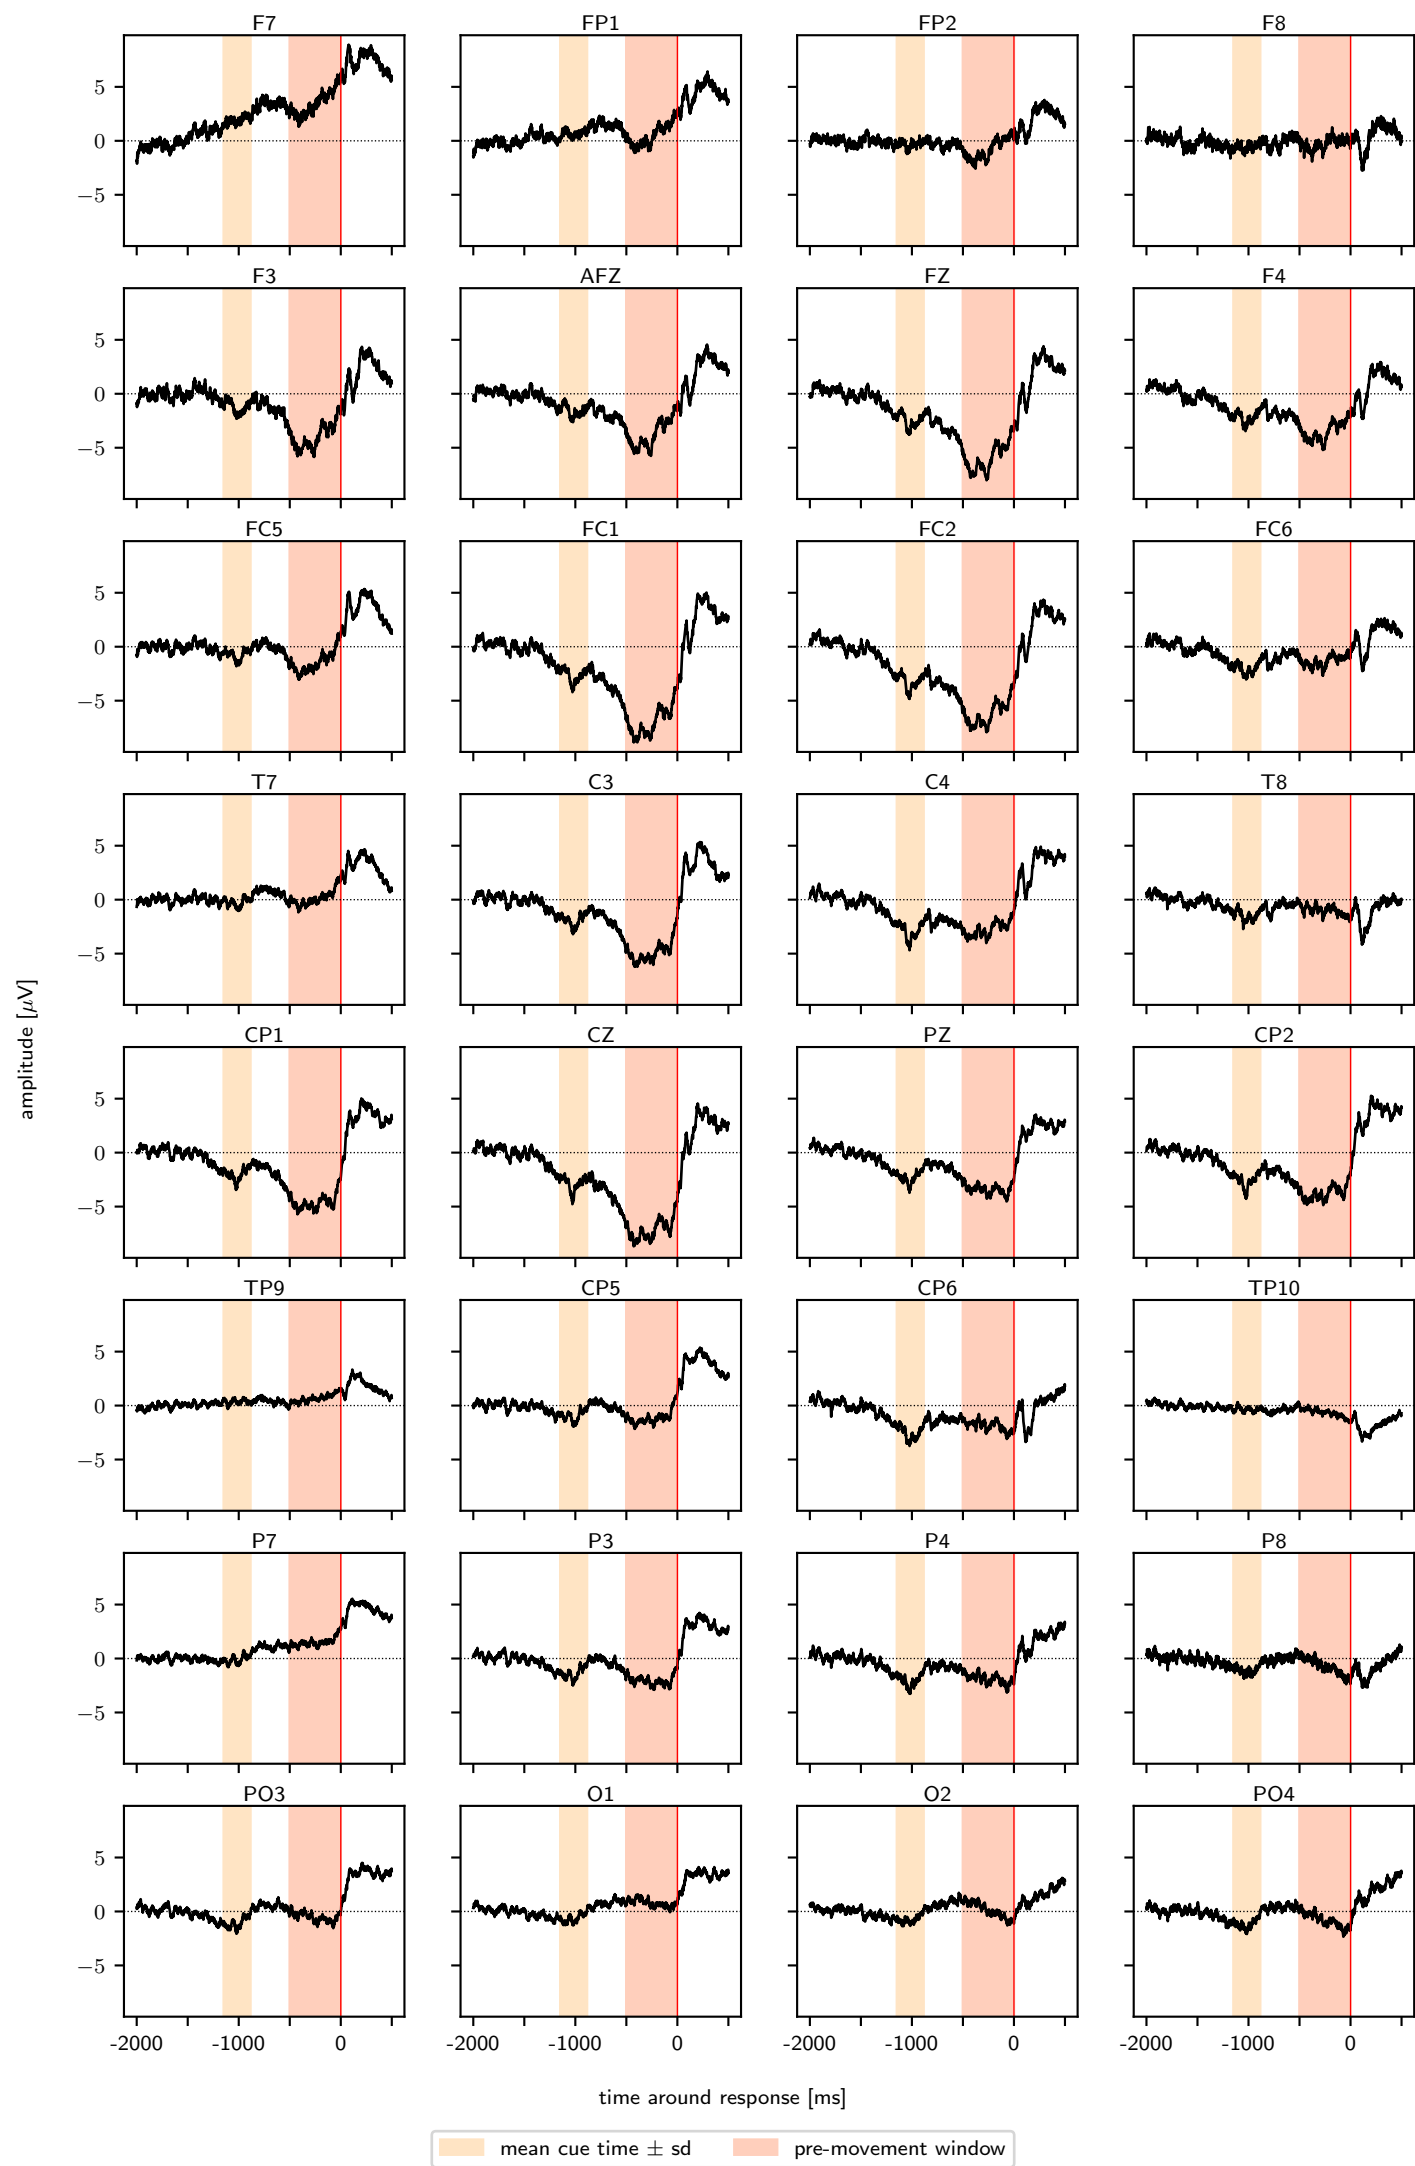 F7 FP1 FP2 F8
5
0
−5
F3 AFZ FZ F4
5
0
−5
FC5 FC1 FC2 FC6
5
0
−5
T7 C3 C4 T8
5
0
−5
amplitude [μV]
CP1 CZ PZ CP2
5
0
−5
TP9 CP5 CP6 TP10
5
0
−5
P7 P3 P4 P8
5
0
−5
PO3 O1 O2 PO4
5
0
−5
-2000 -1000 0 -2000 -1000 0 -2000 -1000 0 -2000 -1000 0
time around response [ms]
mean cue time ± sd pre-movement window